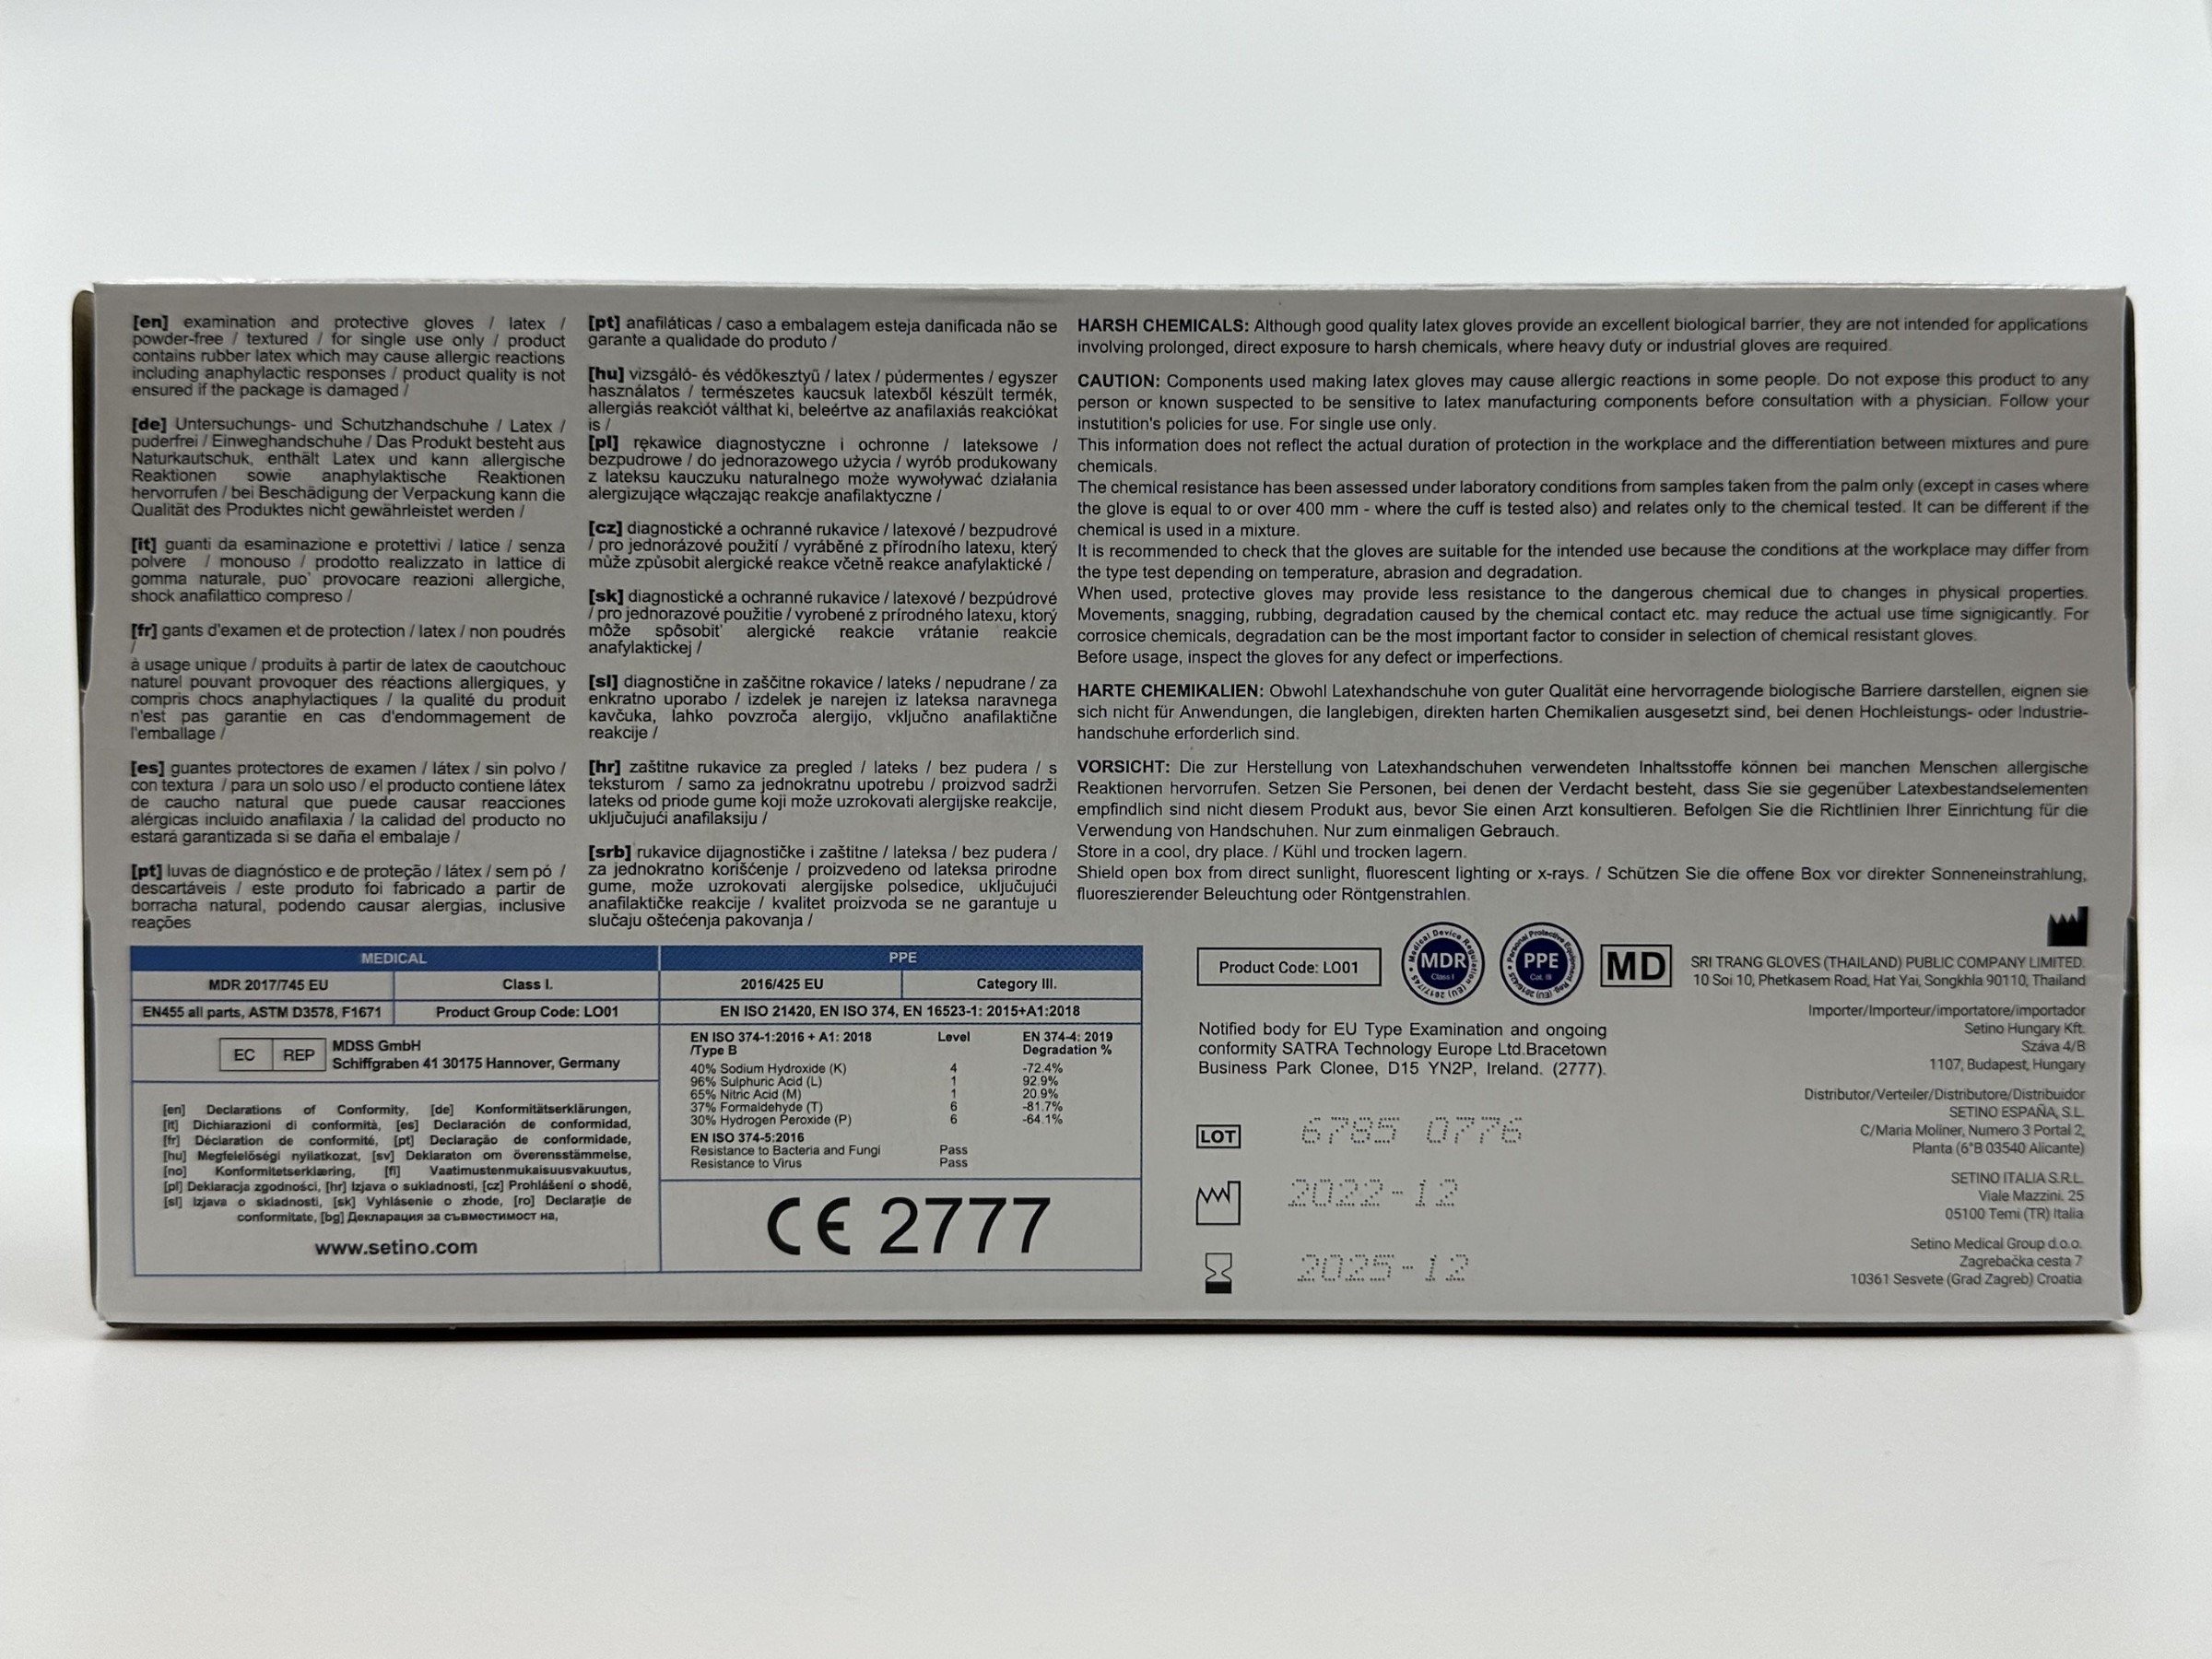 [en] examination and protective gloves / latex /
powder-free / textured / for single use only / product
contains rubber latex which may cause allergic reactions
including anaphylactic responses / product quality is not
ensured if the package is damaged /
[de] Untersuchungs- und Schutzhandschuhe / Latex /
puderfrei / Einweghandschuhe / Das Produkt besteht aus
Naturkautschuk, enthält Latex und kann allergische
Reaktionen sowie anaphylaktische Reaktionen
hervorrufen / bei Beschädigung der Verpackung kann die
Qualität des Produktes nicht gewährleistet werden /
[it] guanti da esaminazione e protettivi / latice / senza
polvere / monouso / prodotto realizzato in lattice di
gomma naturale, puo` provocare reazioni allergiche,
shock anafilattico compreso /
[fr] gants d'examen et de protection / latex / non poudrés
/
à usage unique / produits à partir de latex de caoutchouc
naturel pouvant provoquer des réactions allergiques, y
compris chocs anaphylactiques / la qualité du produit
n'est pas garantie en cas d'endommagement de
l'emballage /
[es] guantes protectores de examen / látex / sin polvo /
con textura / para un solo uso / el producto contiene látex
de caucho natural que puede causar reacciones
alérgicas incluido anafilaxia / la calidad del producto no
estará garantizada si se daña el embalaje /
[pt] luvas de diagnóstico e de proteção / látex / sem pó /
descartáveis / este produto foi fabricado a partir de
borracha natural, podendo causar alergias, inclusive
reações
[pt] anafiláticas / caso a embalagem esteja danificada não se
garante a qualidade do produto /
[hu] vizsgáló- és védőkesztyű / latex / púdermentes / egyszer
használatos / természetes kaucsuk latexből készült termék,
allergiás reakciót válthat ki, beleértve az anafilaxiás reakciókat
is /
[pl] rękawice diagnostyczne i ochronne / lateksowe /
bezpudrowe / do jednorazowego użycia / wyrób produkowany
z lateksu kauczuku naturalnego może wywoływać działania
alergizujące włączając reakcje anafilaktyczne /
[cz] diagnostické a ochranné rukavice / latexové / bezpudrové
/ pro jednorázové použití / vyráběné z přírodního latexu, který
může způsobit alergické reakce včetně reakce anafylaktické /
[sk] diagnostické a ochranné rukavice / latexové / bezpúdrové
/ pro jednorazové použitie / vyrobené z prírodného latexu, ktorý
môže spôsobit' alergické reakcie vrátanie reakcie
anafylaktickej /
[sl] diagnostične in zaščitne rokavice / lateks / nepudrane / za
enkratno uporabo / izdelek je narejen iz lateksa naravnega
kavčuka, lahko povzroča alergijo, vključno anafilaktične
reakcije /
[hr] zaštitne rukavice za pregled / lateks / bez pudera / s
teksturom / samo za jednokratnu upotrebu / proizvod sadrži
lateks od priode gume koji može uzrokovati alergijske reakcije,
uključujući anafilaksiju /
[srb] rukavice dijagnostičke i zaštitne / lateksa / bez pudera /
za jednokratno korišćenje / proizvedeno od lateksa prirodne
gume, može uzrokovati alergijske polsedice, uključujući
anafilaktičke reakcije / kvalitet proizvoda se ne garantuje u
slučaju oštećenja pakovanja /
HARSH CHEMICALS: Although good quality latex gloves provide an excellent biological barrier, they are not intended for applications
involving prolonged, direct exposure to harsh chemicals, where heavy duty or industrial gloves are required.
CAUTION: Components used making latex gloves may cause allergic reactions in some people. Do not expose this product to any
person or known suspected to be sensitive to latex manufacturing components before consultation with a physician. Follow your
instutition's policies for use. For single use only.
This information does not reflect the actual duration of protection in the workplace and the differentiation between mixtures and pure
chemicals.
The chemical resistance has been assessed under laboratory conditions from samples taken from the palm only (except in cases where
the glove is equal to or over 400 mm - where the cuff is tested also) and relates only to the chemical tested. It can be different if the
chemical is used in a mixture.
It is recommended to check that the gloves are suitable for the intended use because the conditions at the workplace may differ from
the type test depending on temperature, abrasion and degradation.
When used, protective gloves may provide less resistance to the dangerous chemical due to changes in physical properties.
Movements, snagging, rubbing, degradation caused by the chemical contact etc. may reduce the actual use time signigicantly. For
corrosice chemicals, degradation can be the most important factor to consider in selection of chemical resistant gloves.
Before usage, inspect the gloves for any defect or imperfections.
HARTE CHEMIKALIEN: Obwohl Latexhandschuhe von guter Qualität eine hervorragende biologische Barriere darstellen, eignen sie
sich nicht für Anwendungen, die langlebigen, direkten harten Chemikalien ausgesetzt sind, bei denen Hochleistungs- oder Industrie-
handschuhe erforderlich sind.
VORSICHT: Die zur Herstellung von Latexhandschuhen verwendeten Inhaltsstoffe können bei manchen Menschen allergische
Reaktionen hervorrufen. Setzen Sie Personen, bei denen der Verdacht besteht, dass Sie sie gegenüber Latexbestandselementen
empfindlich sind nicht diesem Produkt aus, bevor Sie einen Arzt konsultieren. Befolgen Sie die Richtlinien Ihrer Einrichtung für die
Verwendung von Handschuhen. Nur zum einmaligen Gebrauch.
Store in a cool, dry place. / Kühl und trocken lagern.
Shield open box from direct sunlight, fluorescent lighting or x-rays. / Schützen Sie die offene Box vor direkter Sonneneinstrahlung,
fluoreszierender Beleuchtung oder Röntgenstrahlen.
MEDICAL
MDR 2017/745 EU Class I.
EN455 all parts, ASTM D3578, F1671 Product Group Code: LO01
EC REP
MDSS GmbH
Schiffgraben 41 30175 Hannover, Germany
[en] Declarations of Conformity, [de] Konformitätserklärungen,
[it] Dichiarazioni di conformità, [es] Declaración de conformidad,
[fr] Déclaration de conformité, [pt] Declaração de conformidade,
[hu] Megfelelőségi nyilatkozat, [sv] Deklaraton om överensstämmelse,
[no] Konformitetserklæring, [fi] Vaatimustenmukaisuusvakuutus,
[pl] Deklaracja zgodności, [hr] Izjava o sukladnosti, [cz] Prohlášení o shodě,
[sl] Izjava o skladnosti, [sk] Vyhlásenie o zhode, [ro] Declarație de
conformitate, [bg] Декларация за съвместимост на,
www.setino.com
PPE
2016/425 EU Category III.
EN ISO 21420, EN ISO 374, EN 16523-1: 2015+A1:2018
EN ISO 374-1:2016 + A1: 2018 Level EN 374-4: 2019
/Type B Degradation %
40% Sodium Hydroxide (K) 4 -72.4%
96% Sulphuric Acid (L) 1 92.9%
65% Nitric Acid (M) 1 20.9%
37% Formaldehyde (T) 6 -81.7%
30% Hydrogen Peroxide (P) 6 -64.1%
EN ISO 374-5:2016
Resistance to Bacteria and Fungi Pass
Resistance to Virus Pass
CE 2777
Product Code: LO01
Medical Device Regulation (EU) 2017/745
MDR
Class I
Personal Protective Equipment Reg. (EU) 2016/425
PPE
Cat. III
MD
Notified body for EU Type Examination and ongoing
conformity SATRA Technology Europe Ltd.Bracetown
Business Park Clonee, D15 YN2P, Ireland. (2777).
LOT 6785 0776
2022-12
2025-12
SRI TRANG GLOVES (THAILAND) PUBLIC COMPANY LIMITED.
10 Soi 10, Phetkasem Road, Hat Yai, Songkhla 90110, Thailand
Importer/Importeur/importatore/importador
Setino Hungary Kft.
Száva 4/B
1107, Budapest, Hungary
Distributor/Verteiler/Distributore/Distribuidor
SETINO ESPAÑA, S.L.
C/Maria Moliner, Numero 3 Portal 2,
Planta (6°B 03540 Alicante)
SETINO ITALIA S.R.L.
Viale Mazzini. 25
05100 Temi (TR) Italia
Setino Medical Group d.o.o.
Zagrebačka cesta 7
10361 Sesvete (Grad Zagreb) Croatia